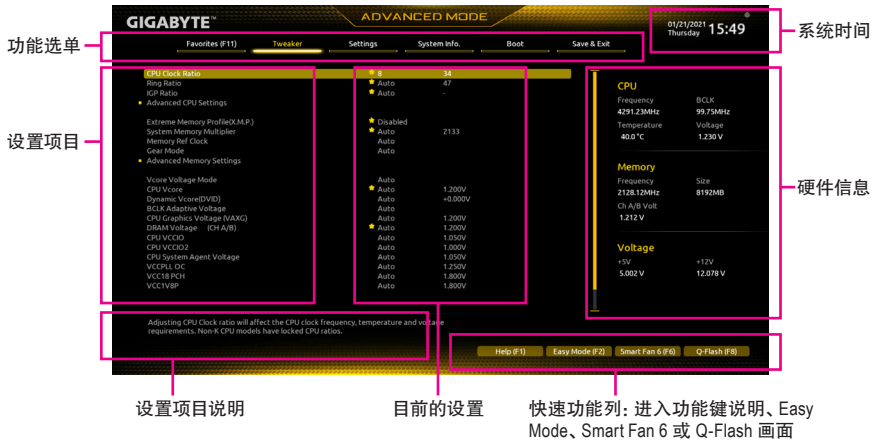 GIGABYTE™
ADVANCED MODE
01/21/2021
Thursday
15:49
系统时间
功能选单
Favorites (F11) Tweaker Settings System Info. Boot Save & Exit
设置项目
CPU Clock Ratio 8 34
Ring Ratio Auto 47
IGP Ratio Auto -
Advanced CPU Settings
Extreme Memory Profile(X.M.P.) Disabled
System Memory Multiplier Auto 2133
Memory Ref Clock Auto
Gear Mode Auto
Advanced Memory Settings
Vcore Voltage Mode Auto
CPU Vcore Auto 1.200V
Dynamic Vcore(DVID) Auto +0.000V
BCLK Adaptive Voltage Auto
CPU Graphics Voltage (VAXG) Auto 1.200V
DRAM Voltage (CH A/B) Auto 1.200V
CPU VCCIO Auto 1.050V
CPU VCCIO2 Auto 1.000V
CPU System Agent Voltage Auto 1.050V
VCCPLL OC Auto 1.250V
VCC18 PCH Auto 1.800V
VCC1V8P Auto 1.800V
CPU
Frequency BCLK
4291.23MHz 99.75MHz
Temperature Voltage
40.0 °C 1.230 V
Memory
Frequency Size
2128.12MHz 8192MB
Ch A/B Volt
1.212 V
Voltage
+5V +12V
5.002 V 12.078 V
硬件信息
Adjusting CPU Clock ratio will affect the CPU clock frequency, temperature and voltage
requirements. Non-K CPU models have locked CPU ratios.
Help (F1) Easy Mode (F2) Smart Fan 6 (F6) Q-Flash (F8)
设置项目说明
目前的设置
快速功能列: 进入功能键说明、Easy
Mode、Smart Fan 6 或 Q-Flash 画面